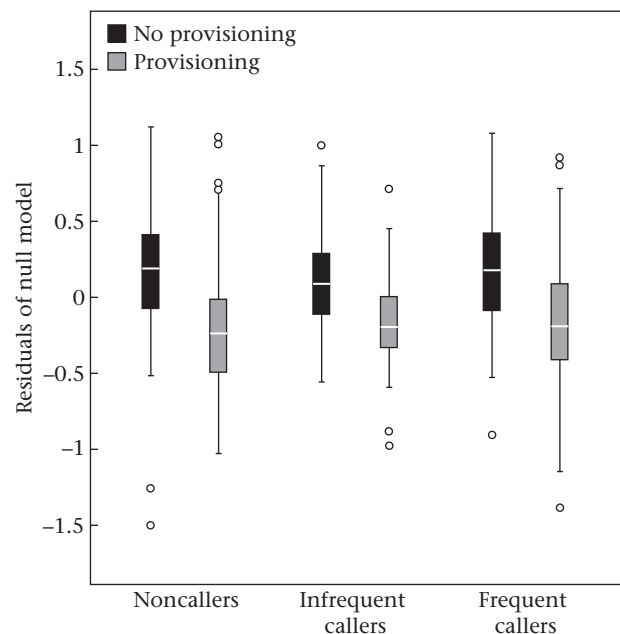 No provisioning
Provisioning
Residuals of null model
1.5
1
0.5
0
−0.5
−1
−1.5
Noncallers
Infrequent
callers
Frequent
callers